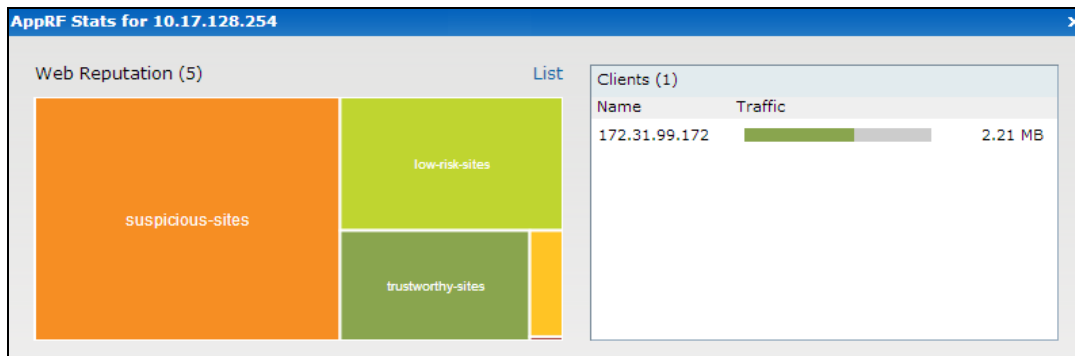 AppRF Stats for 10.17.128.254 x
Web Reputation (5) List
suspicious-sites
low-risk-sites
trustworthy-sites
Clients (1)
Name Traffic
172.31.99.172 2.21 MB